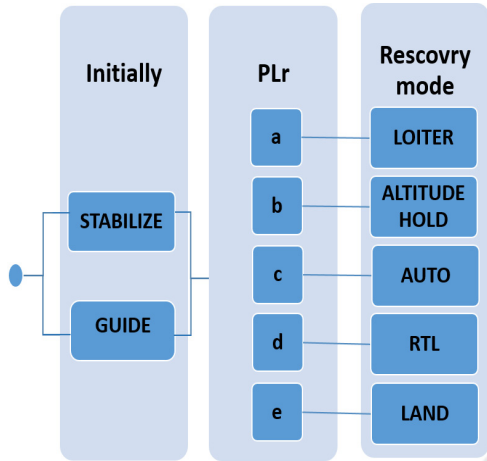 Initially
STABILIZE
GUIDE
PLr
a
b
c
d
e
Rescovry
mode
LOITER
ALTITUDE
HOLD
AUTO
RTL
LAND